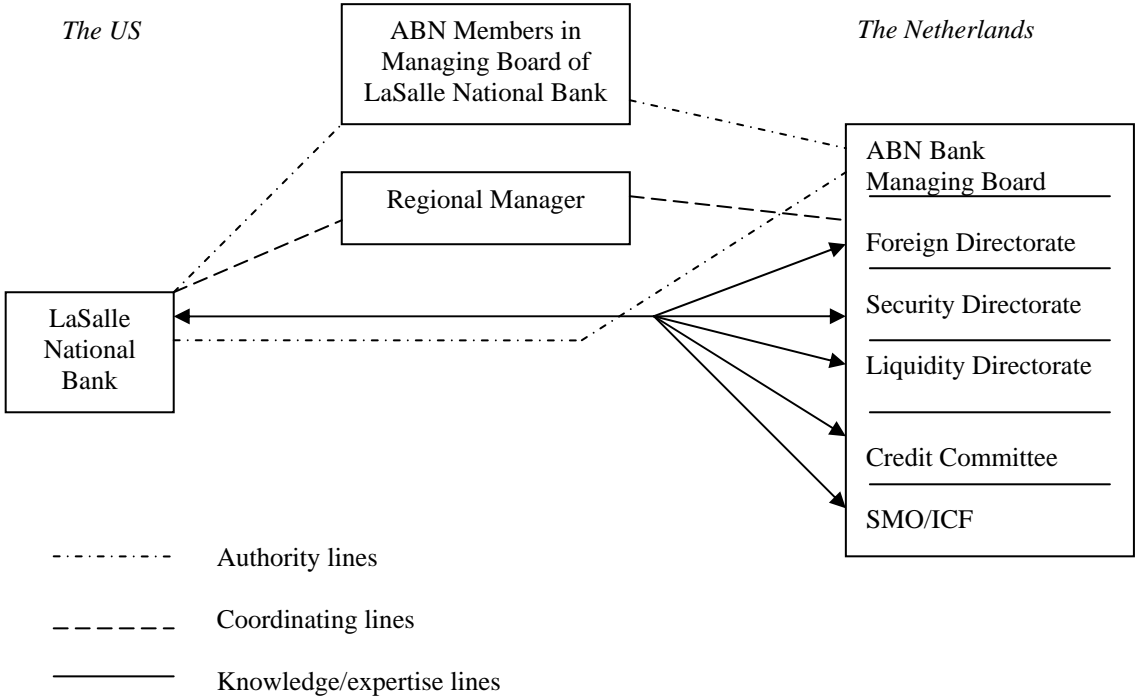 The US
ABN Members in
Managing Board of
LaSalle National Bank
The Netherlands
ABN Bank
Managing Board
Regional Manager
Foreign Directorate
Security Directorate
LaSalle
National
Bank
Liquidity Directorate
Credit Committee
SMO/ICF
Authority lines
Coordinating lines
Knowledge/expertise lines